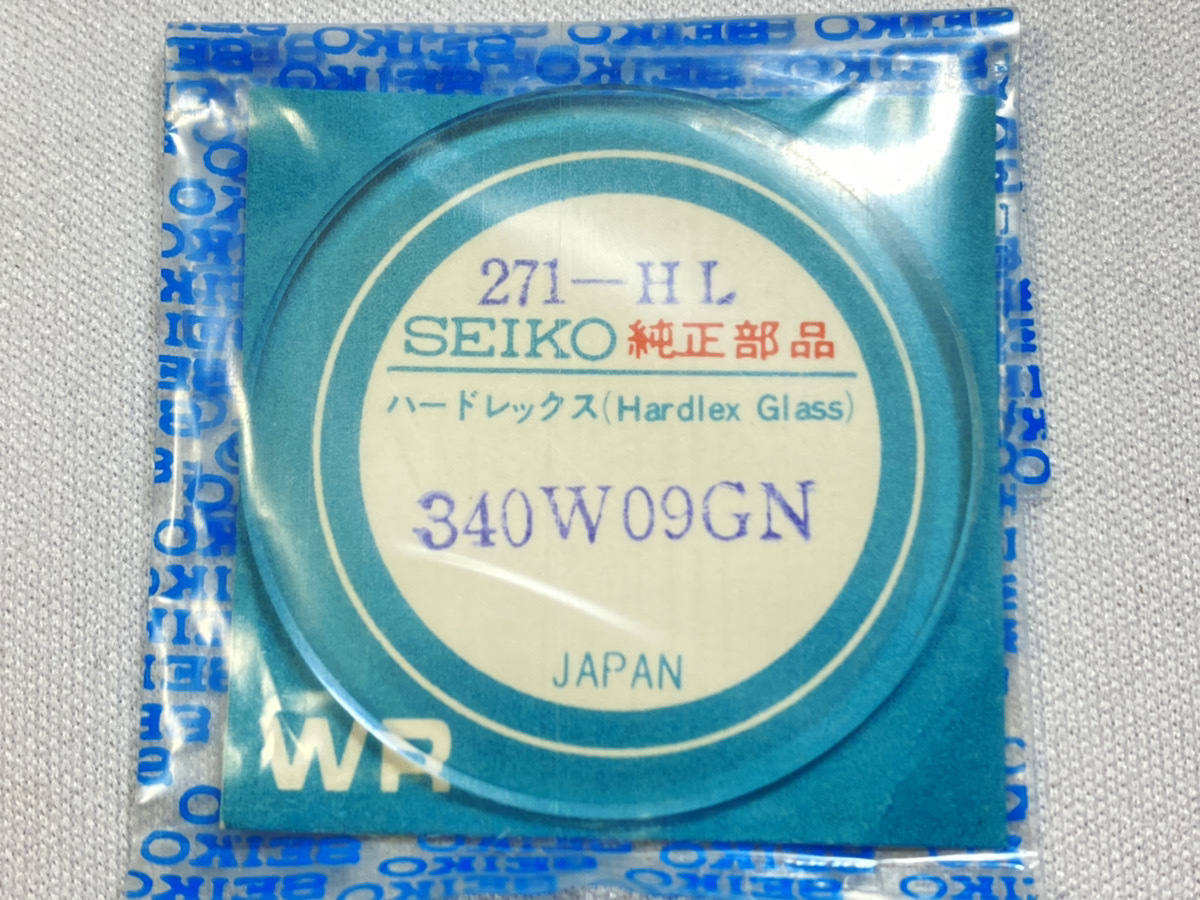 271-HL
SEIKO 純正部品
ハードレックス(Hardlex Glass)
340W09GN
JAPAN
WR